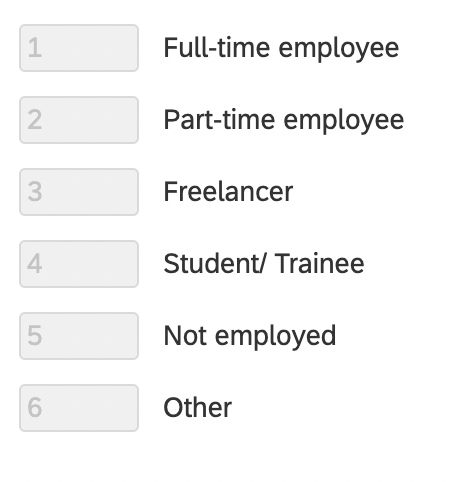 1 Full-time employee
2 Part-time employee
3 Freelancer
4 Student/ Trainee
5 Not employed
6 Other